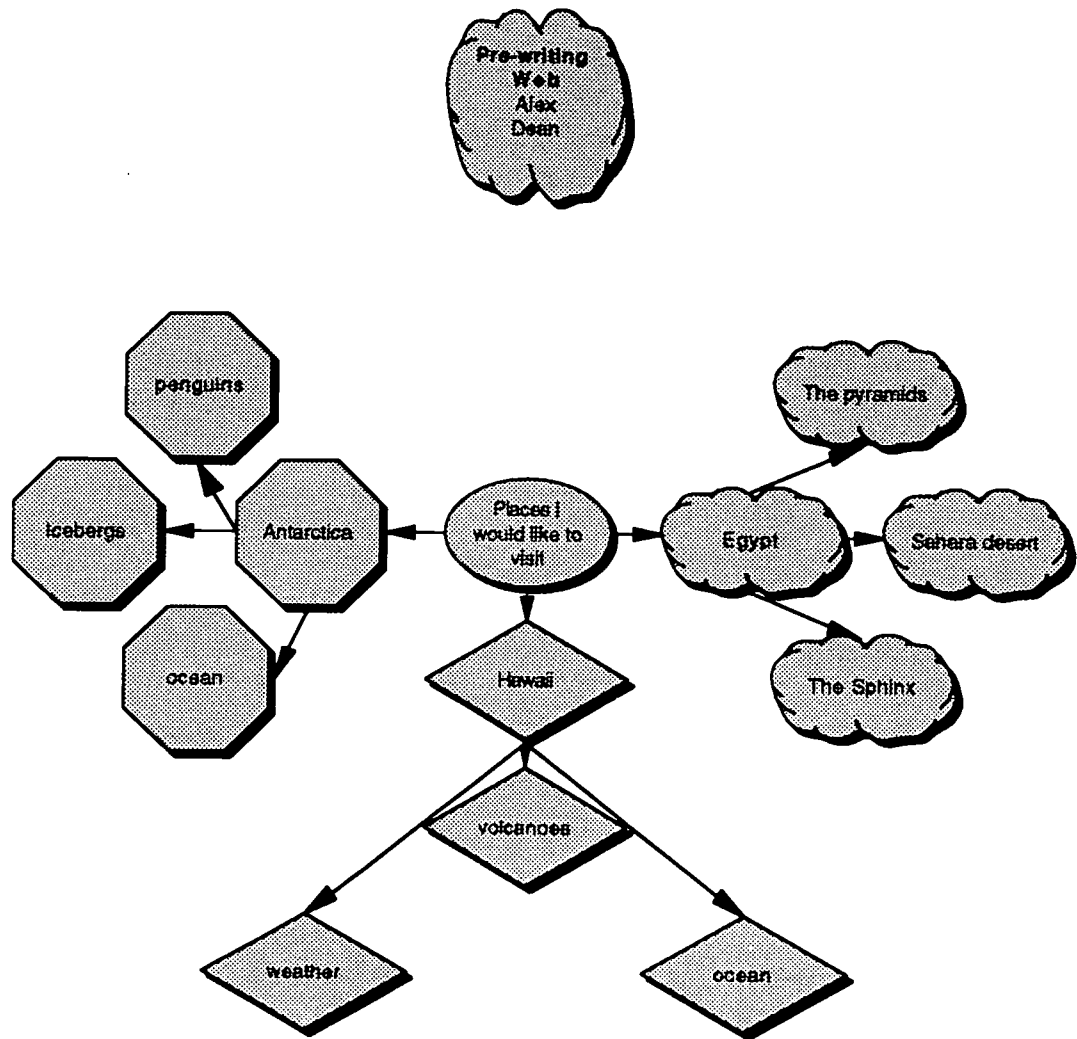 Pre-writing
Web
Alex
Dean
penguins
The pyramids
Icebergs
Antarctica
Places I
would like to
visit
Egypt
Sahara desert
ocean
Hawaii
The Sphinx
volcanoes
weather
ocean